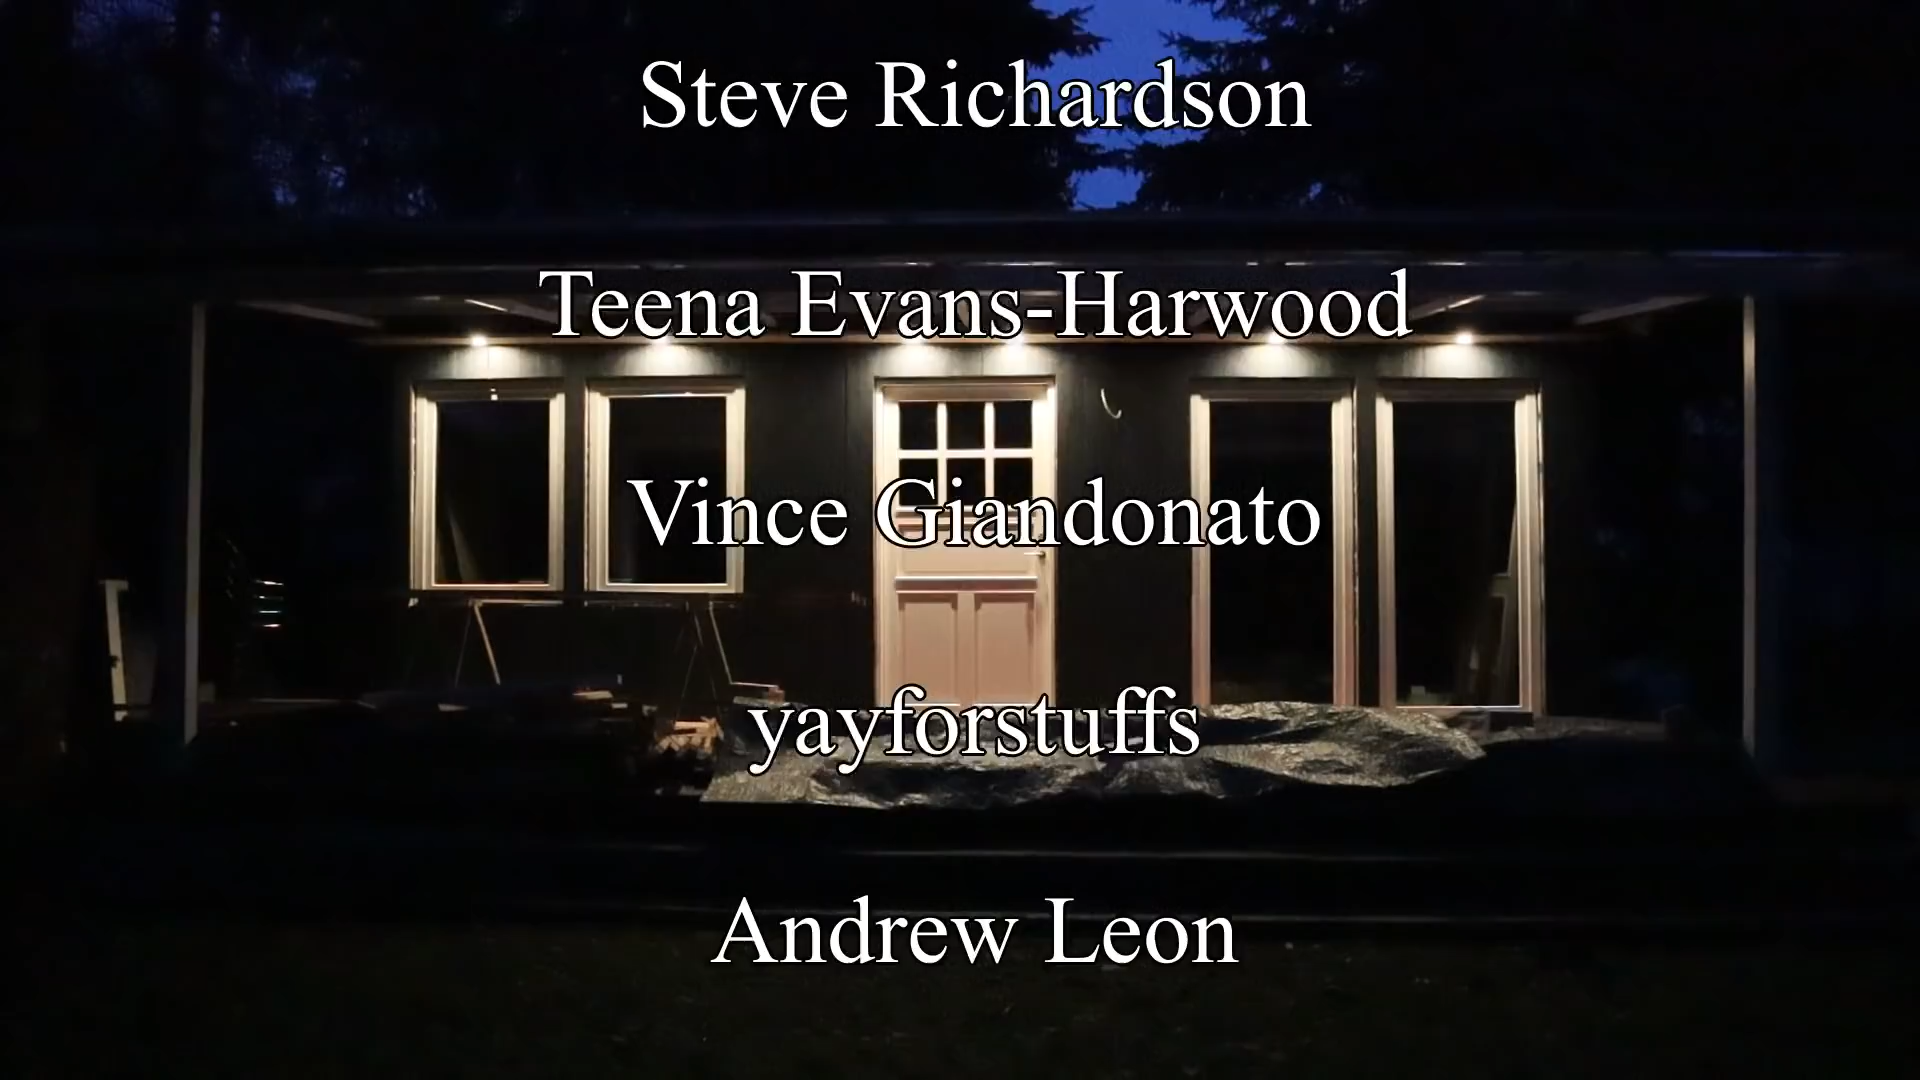 Steve Richardson
Teena Evans-Harwood
Vince Giandonato
yayforstuffs
Andrew Leon